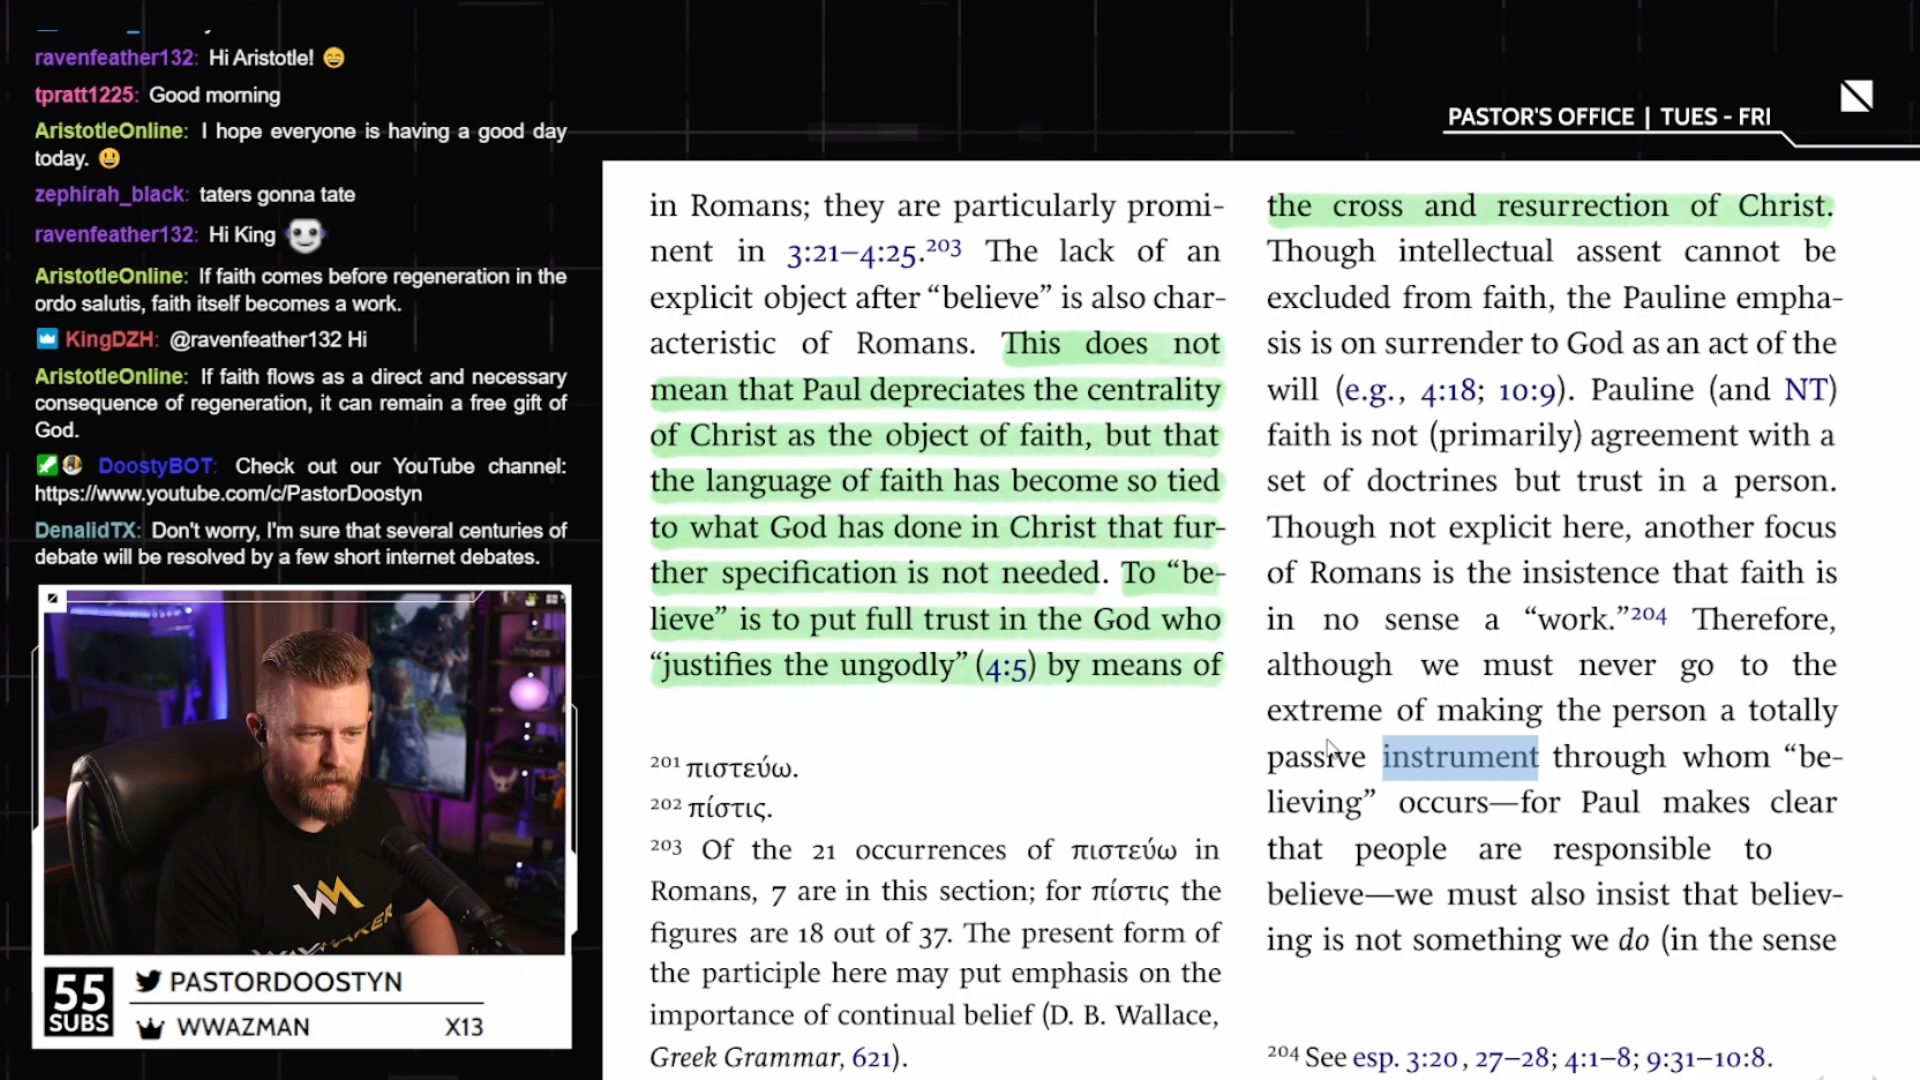 ravenfeather132: Hi Aristotle! 😄
tpratt1225: Good morning
AristotleOnline: I hope everyone is having a good day
today. 😃
zephirah_black: taters gonna tate
ravenfeather132: Hi King
AristotleOnline: If faith comes before regeneration in the
ordo salutis, faith itself becomes a work.
KingDZH: @ravenfeather132 Hi
AristotleOnline: If faith flows as a direct and necessary
consequence of regeneration, it can remain a free gift of
God.
DoostyBOT: Check out our YouTube channel:
https://www.youtube.com/c/PastorDoostyn
DenalidTX: Don't worry, I'm sure that several centuries of
debate will be resolved by a few short internet debates.
WM
55
SUBS
PASTORDOOSTYN
WWAZMAN X13
PASTOR'S OFFICE | TUES - FRI
in Romans; they are particularly promi-
nent in 3:21–4:25.203 The lack of an
explicit object after “believe” is also char-
acteristic of Romans. This does not
mean that Paul depreciates the centrality
of Christ as the object of faith, but that
the language of faith has become so tied
to what God has done in Christ that fur-
ther specification is not needed. To “be-
lieve” is to put full trust in the God who
“justifies the ungodly” (4:5) by means of
201 πιστεύω.
202 πίστις.
203 Of the 21 occurrences of πιστεύω in
Romans, 7 are in this section; for πίστις the
figures are 18 out of 37. The present form of
the participle here may put emphasis on the
importance of continual belief (D. B. Wallace,
Greek Grammar, 621).
the cross and resurrection of Christ.
Though intellectual assent cannot be
excluded from faith, the Pauline empha-
sis is on surrender to God as an act of the
will (e.g., 4:18; 10:9). Pauline (and NT)
faith is not (primarily) agreement with a
set of doctrines but trust in a person.
Though not explicit here, another focus
of Romans is the insistence that faith is
in no sense a “work.”204 Therefore,
although we must never go to the
extreme of making the person a totally
passive instrument through whom “be-
lieving” occurs—for Paul makes clear
that people are responsible to
believe—we must also insist that believ-
ing is not something we do (in the sense
204 See esp. 3:20, 27–28; 4:1–8; 9:31–10:8.